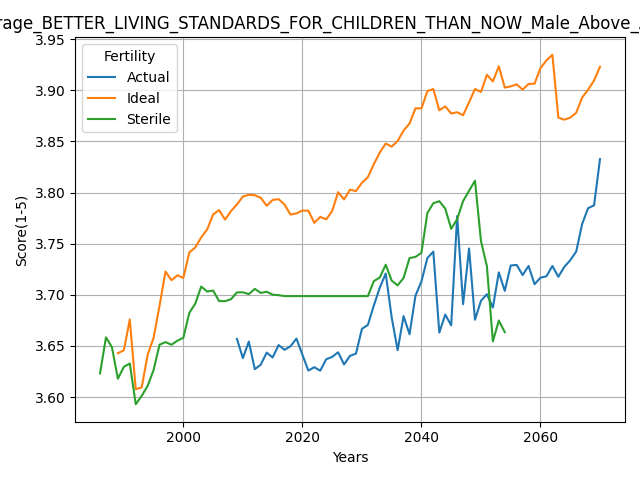 rage_BETTER_LIVING_STANDARDS_FOR_CHILDREN_THAN_NOW_Male_Above_
Fertility
Actual
Ideal
Sterile
Score(1-5)
3.95
3.90
3.85
3.80
3.75
3.70
3.65
3.60
2000 2020 2040 2060
Years